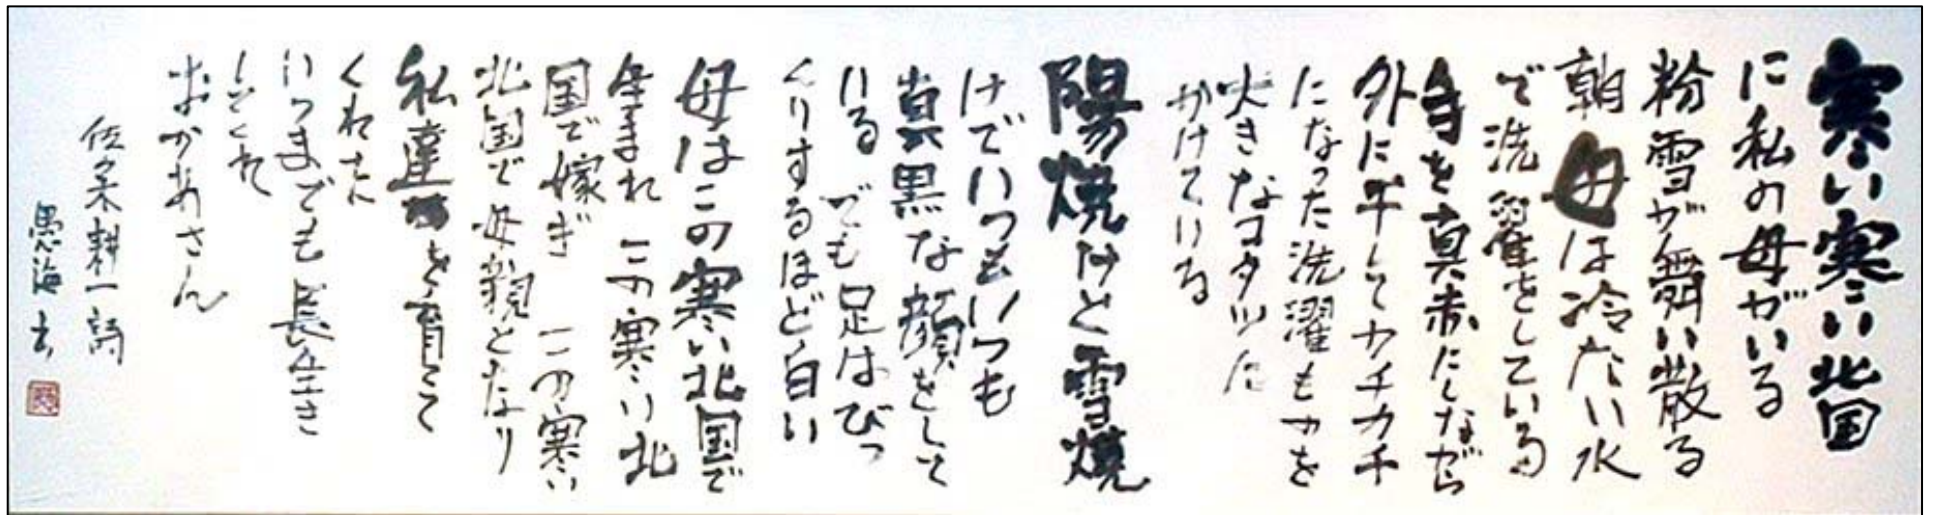 寒い寒い北国
に私の母がいる
粉雪が舞い散る
朝 母は冷たい水
で洗濯をしている
手を真赤にしながら
外に干してカチカチ
になった洗濯ものを
大きなコタツに
かけている
陽焼けと雪焼
けでいつもいつも
真黒な顔をして
いる でも足はびっ
くりするほど白い
母はこの寒い北国で
生まれ この寒い北
国で嫁ぎ この寒い
北国で母親となり
私達を育てて
くれた
いつまでも長生き
してくれ
おかあさん
佐々木耕一詩
愚海書